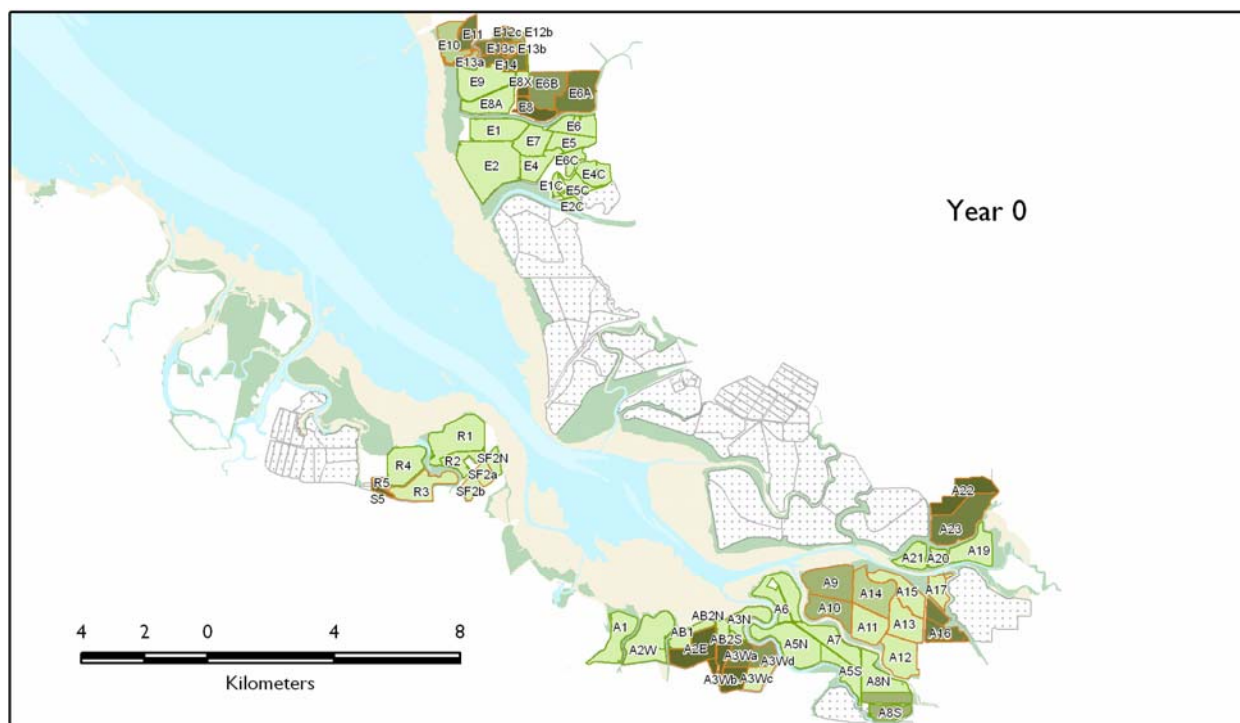 E11
E12c
E12b
E10
E13c
E13b
E13a
E14
E9
E8X
E6B
E6A
E8A
E8
E1
E6
E7
E5
E2
E4
E6C
E4C
E1C
E5C
E2C
Year 0
R1
R4
R2
SF2N
SF2a
R5
R3
SF2b
S5
A22
A23
A21
A20
A19
A9
A14
A15
A17
A6
A10
A11
A13
A16
AB2N
A3N
A1
AB1
AB2S
A2W
A2E
A5N
A7
A3Wa
A3Wd
A12
A5S
A3Wb
A3Wc
A8N
A8S
4 2 0 4 8
Kilometers